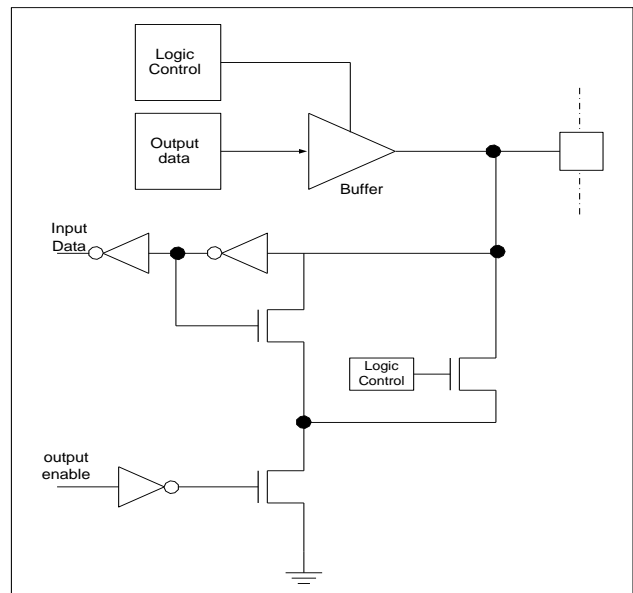 Logic
Control
Output
data
Buffer
Input
Data
Logic
Control
output
enable